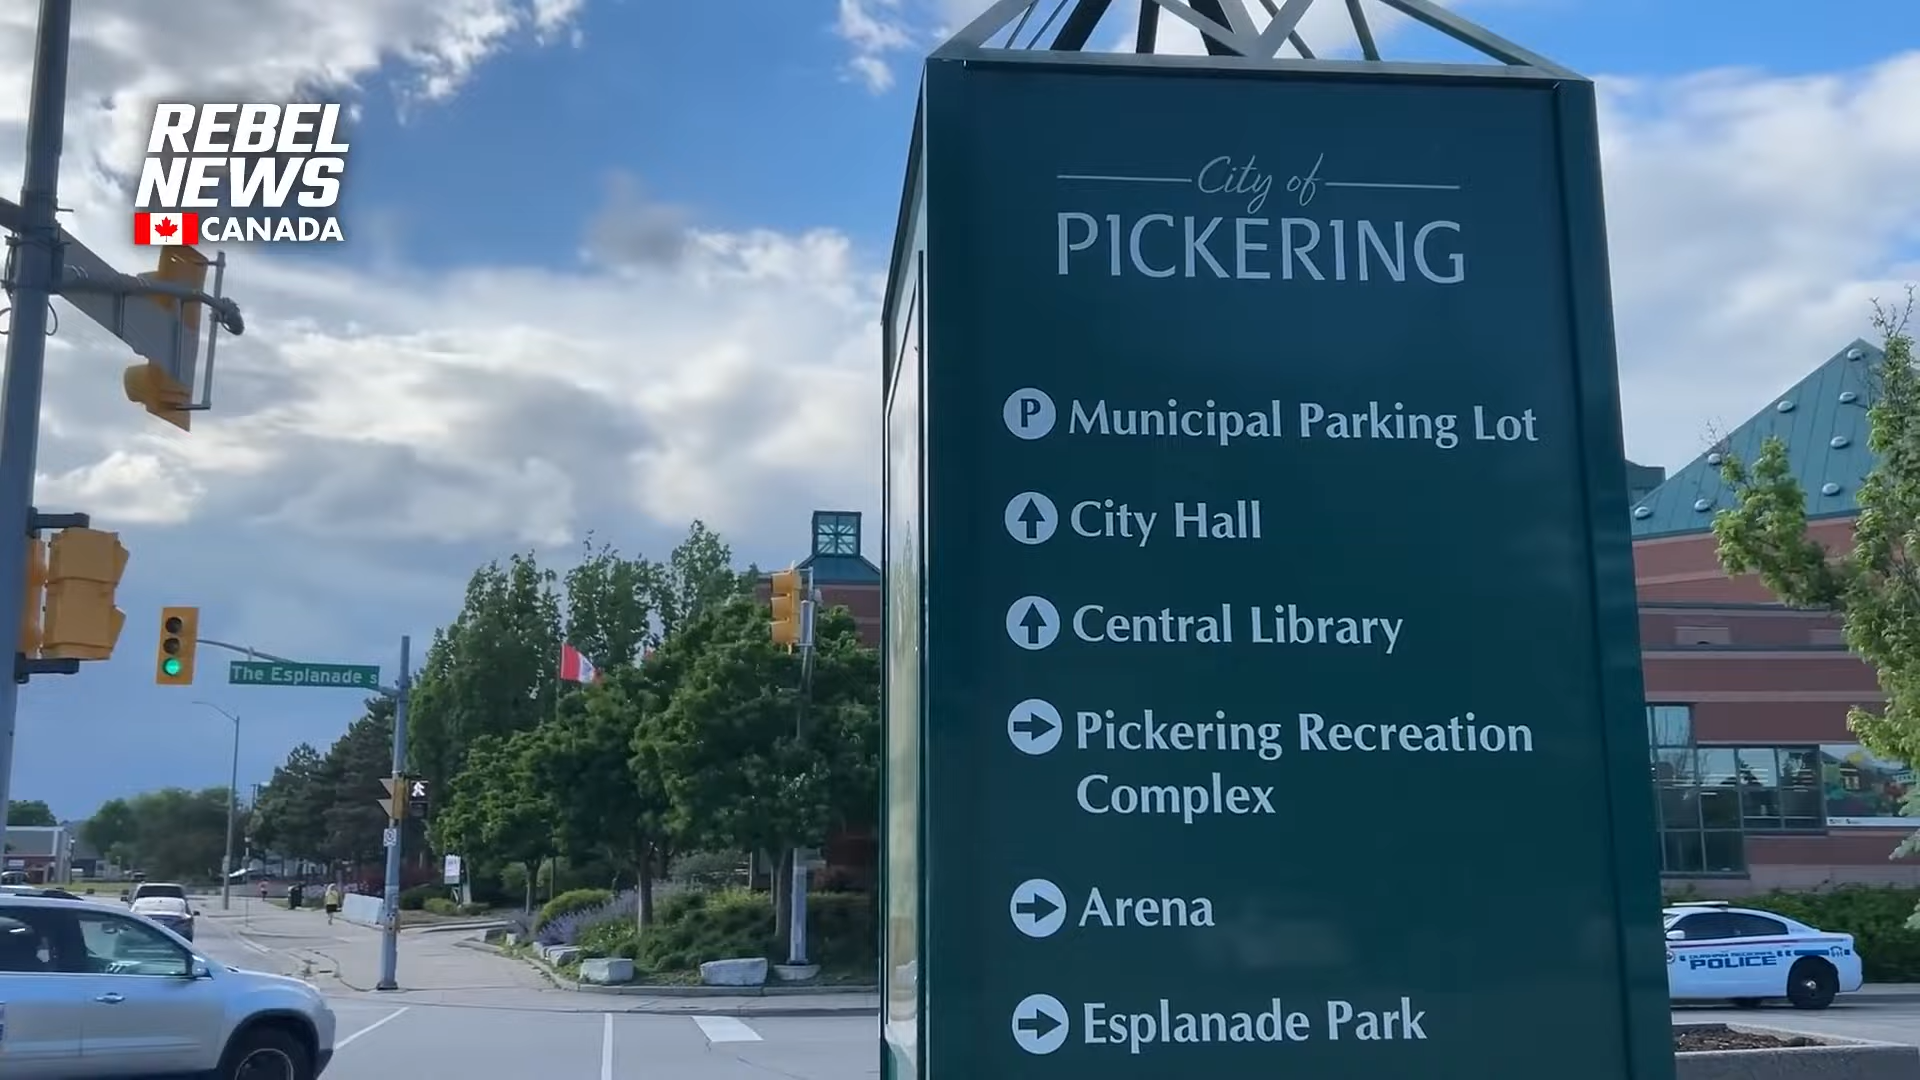 REBEL
NEWS
CANADA
City of
PICKERING
P Municipal Parking Lot
City Hall
Central Library
Pickering Recreation
Complex
Arena
Esplanade Park
The Esplanade S
POLICE